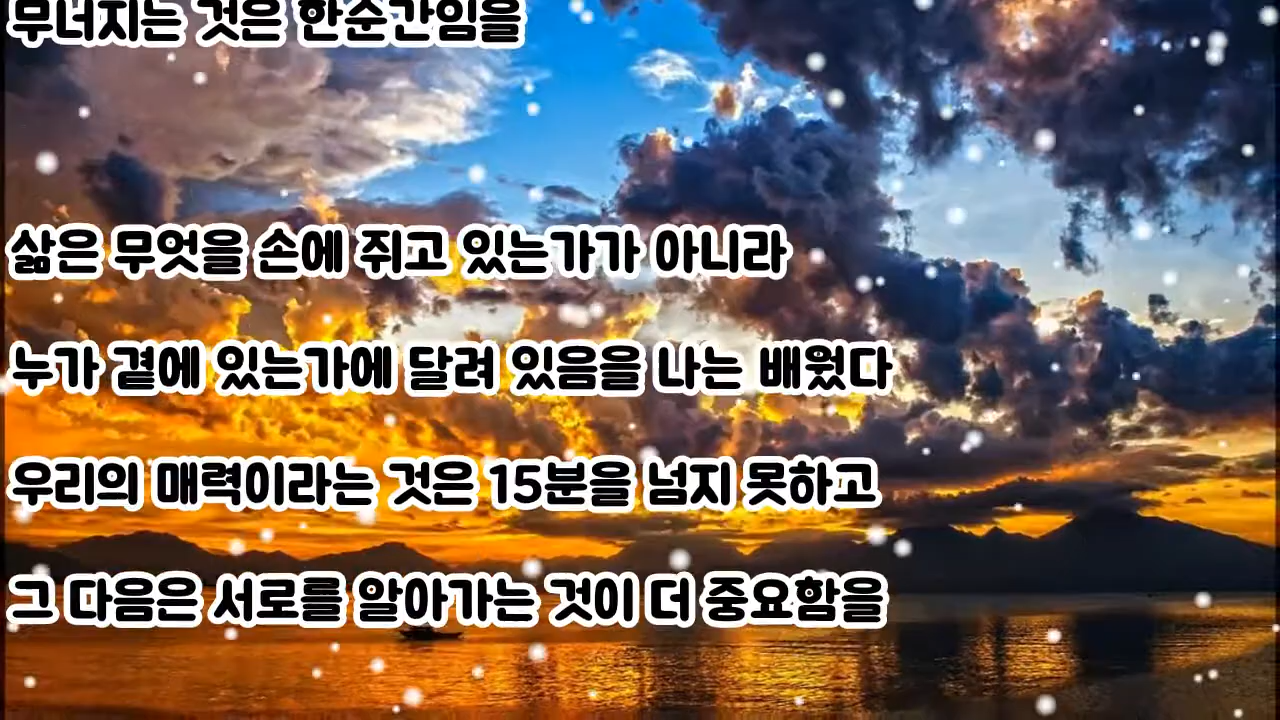 무너지는 것은 한순간임을
삶은 무엇을 손에 쥐고 있는가가 아니라
누가 곁에 있는가에 달려 있음을 나는 배웠다
우리의 매력이라는 것은 15분을 넘지 못하고
그 다음은 서로를 알아가는 것이 더 중요함을